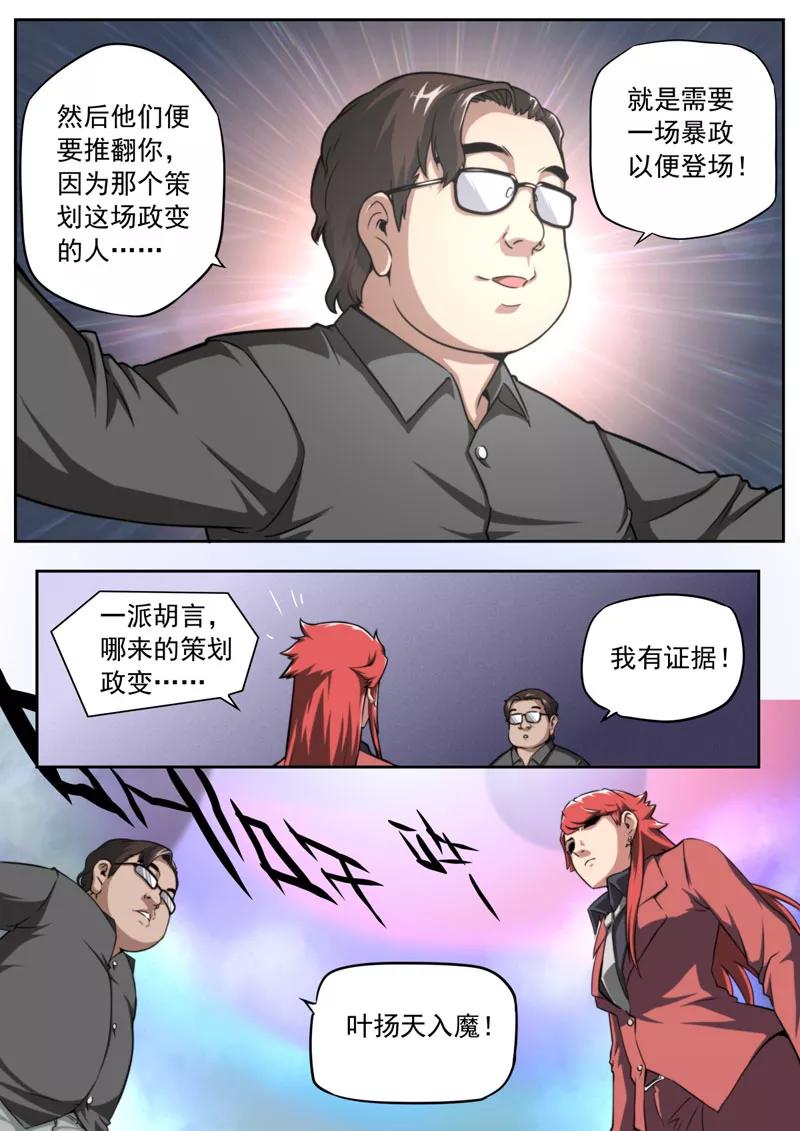 然后他们便
要推翻你，
因为那个策
划这场政变
的人……
就是需要
一场暴政
以便登场！
一派胡言，
哪来的策划
政变……
我有证据！
叶扬天入魔！